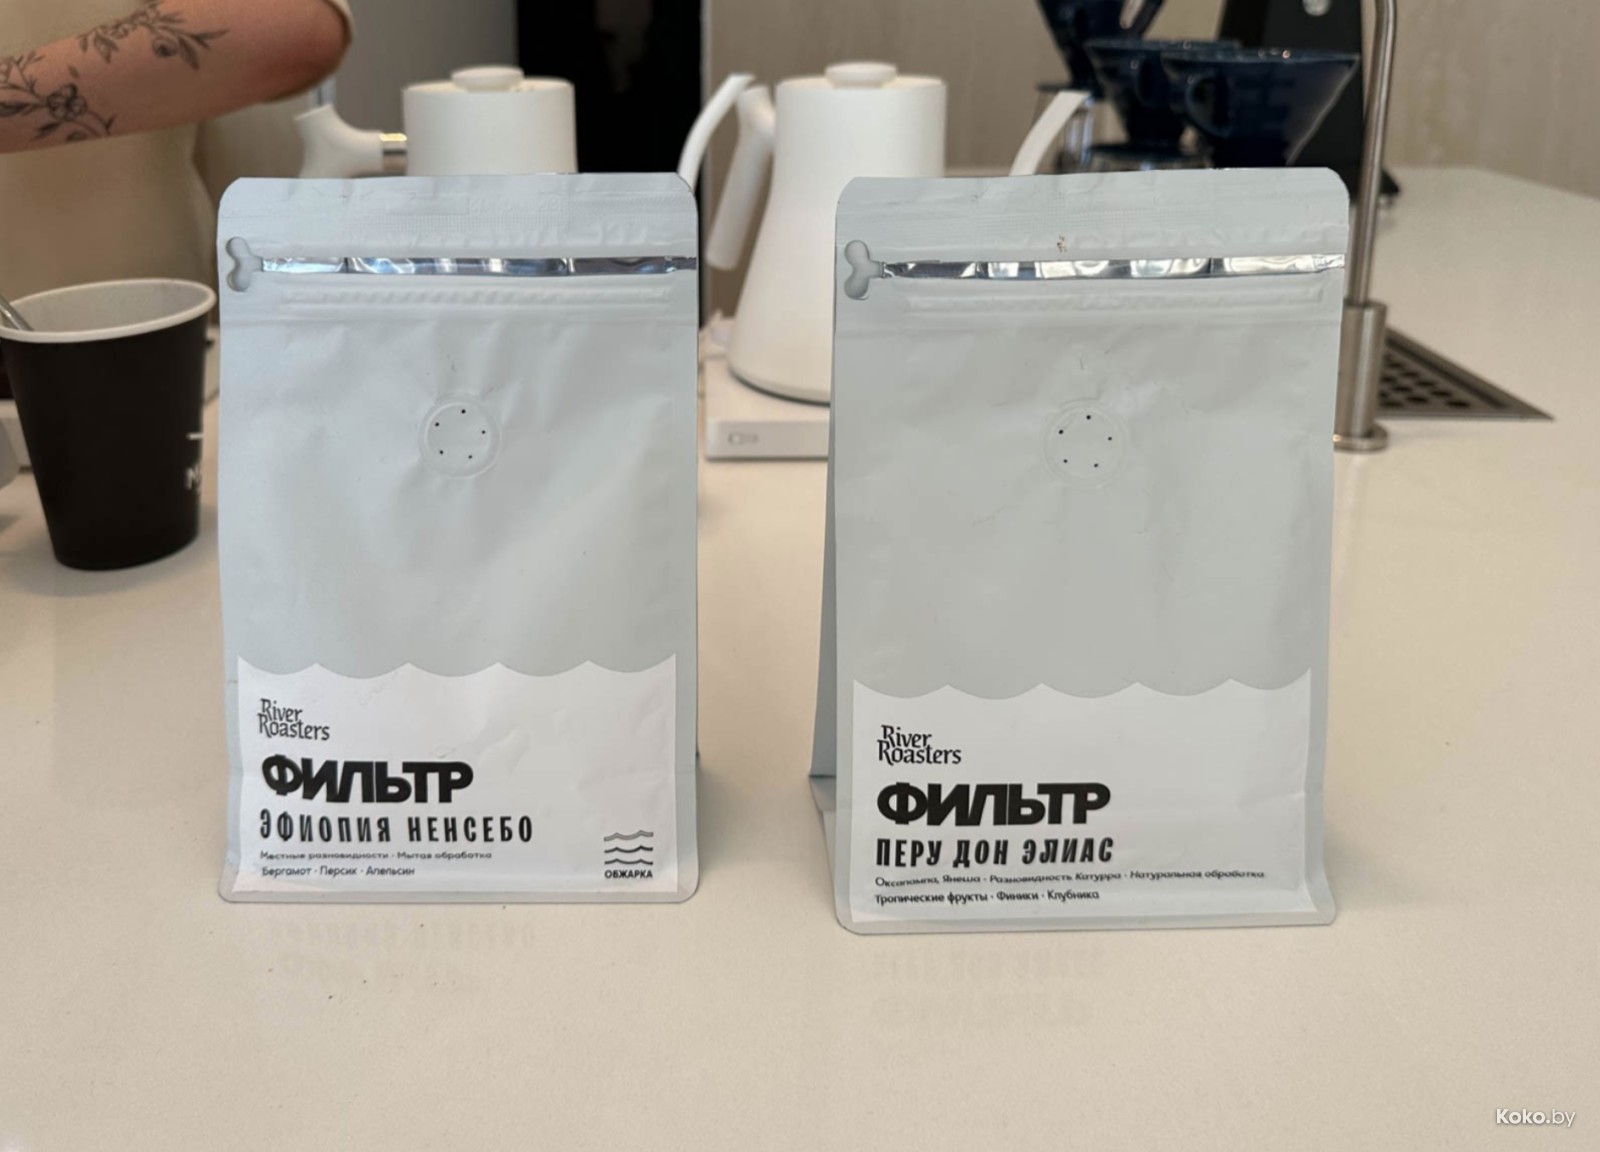 River
Roasters
ФИЛЬТР
ЭФИОПИЯ НЕНСЕБО
Местные разновидности · Мытая обработка
Бергамот · Персик · Апельсин
ОБЖАРКА
River
Roasters
ФИЛЬТР
ПЕРУ ДОН ЭЛИАС
Оксапампа, Янеша · Разновидность Катурра · Натуральная обработка
Тропические фрукты · Финики · Клубника
Koko.by